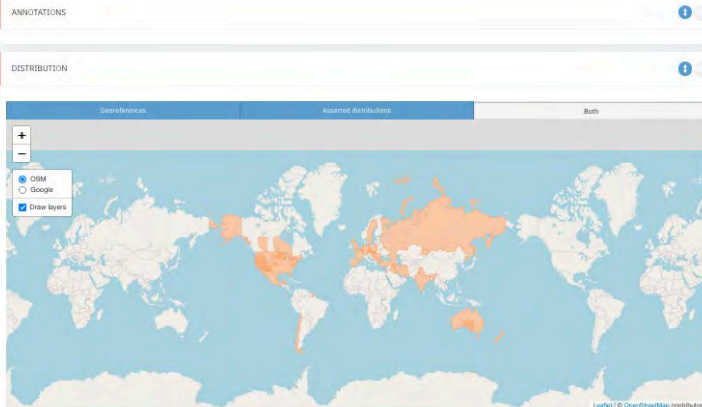 ANNOTATIONS
DISTRIBUTION
Georeferences
Asserted distributions
Both
+
−
OSM
Google
Draw layers
Leaflet | © OpenStreetMap contributors